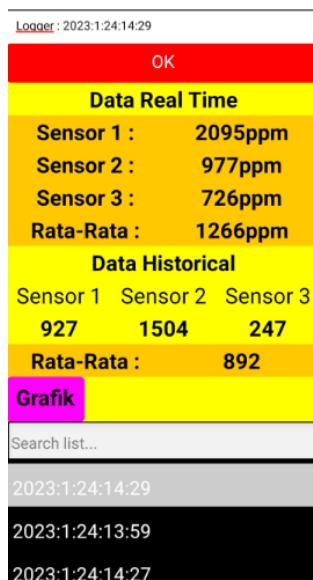 Logger : 2023:1:24:14:29
OK
Data Real Time
Sensor 1 : 2095ppm
Sensor 2 : 977ppm
Sensor 3 : 726ppm
Rata-Rata : 1266ppm
Data Historical
Sensor 1 Sensor 2 Sensor 3
927 1504 247
Rata-Rata : 892
Grafik
Search list...
2023:1:24:14:29
2023:1:24:13:59
2023:1:24:14:27